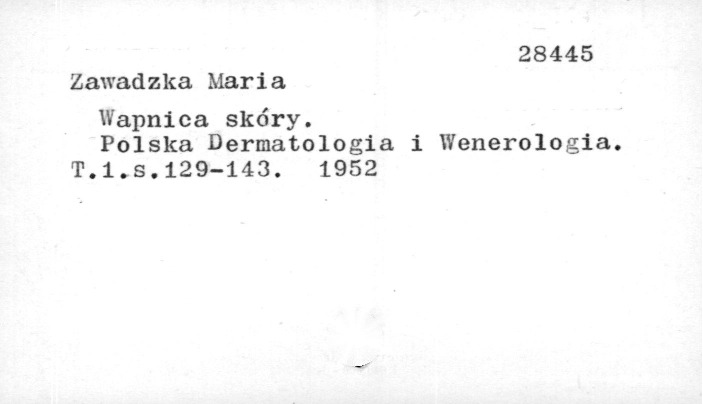 28445
Zawadzka Maria
Wapnica skóry.
Polska Dermatologia i Wenerologia.
T.1.s.129-143. 1952